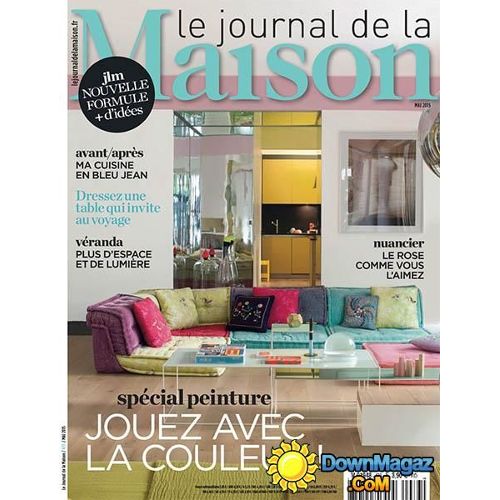 lejournaldelamaison.fr
le journal de la
Maison
MAI 2015
jlm
NOUVELLE
FORMULE
+ d'idées
avant/après
MA CUISINE
EN BLEU JEAN
Dressez une
table qui invite
au voyage
véranda
PLUS D'ESPACE
ET DE LUMIÈRE
nuancier
LE ROSE
COMME VOUS
L'AIMEZ
spécial peinture
JOUEZ AVEC
LA COULEUR
DownMagaz
.com